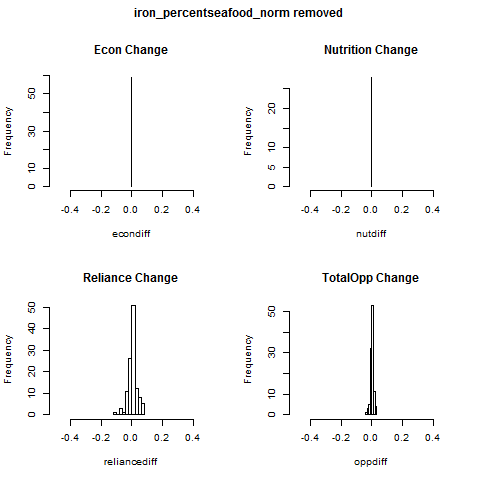 iron_percentseafood_norm removed
Econ Change
Frequency
0 10 30 50
-0.4 -0.2 0.0 0.2 0.4
econdiff
Nutrition Change
Frequency
0 5 10 20
-0.4 -0.2 0.0 0.2 0.4
nutdiff
Reliance Change
Frequency
0 10 20 30 40 50
-0.4 -0.2 0.0 0.2 0.4
reliancediff
TotalOpp Change
Frequency
0 10 30 50
-0.4 -0.2 0.0 0.2 0.4
oppdiff